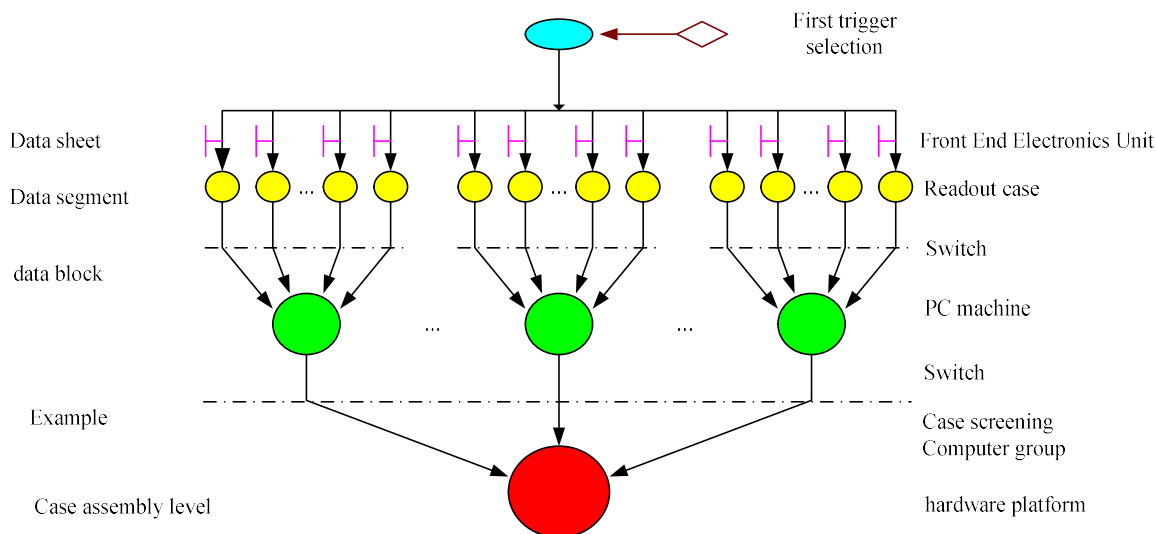 First trigger
selection
Data sheet
Front End Electronics Unit
Data segment
... ... ...
Readout case
Switch
data block
PC machine
... ...
Switch
Example
Case screening
Computer group
Case assembly level
hardware platform